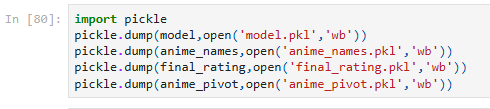 In [80]: import pickle
pickle.dump(model,open('model.pkl','wb'))
pickle.dump(anime_names,open('anime_names.pkl','wb'))
pickle.dump(final_rating,open('final_rating.pkl','wb'))
pickle.dump(anime_pivot,open('anime_pivot.pkl','wb'))